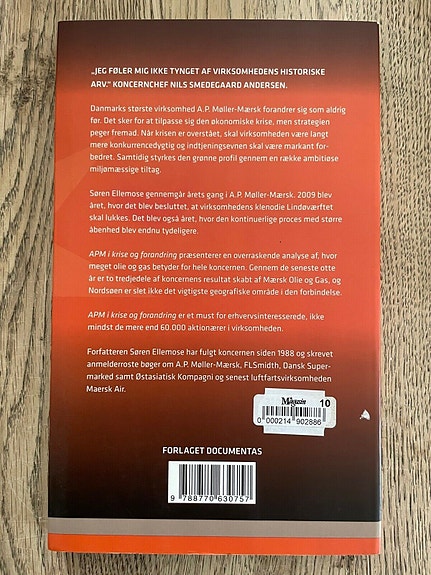 „JEG FØLER MIG IKKE TYNGET AF VIRKSOMHEDENS HISTORISKE
ARV.” KONCERNCHEF NILS SMEDEGAARD ANDERSEN.
Danmarks største virksomhed A.P. Møller-Mærsk forandrer sig som aldrig
før. Det sker for at tilpasse sig den økonomiske krise, men strategien
peger fremad. Når krisen er overstået, skal virksomheden være langt
mere konkurrencedygtig og indtjeningsevnen skal være markant for-
bedret. Samtidig styrkes den grønne profil gennem en række ambitiøse
miljømæssige tiltag.
Søren Ellemose gennemgår årets gang i A.P. Møller-Mærsk. 2009 blev
året, hvor det blev besluttet, at virksomhedens klenodie Lindøværftet
skal lukkes. Det blev også året, hvor den kontinuerlige proces med større
åbenhed blev endnu tydeligere.
APM i krise og forandring præsenterer en overraskende analyse af, hvor
meget olie og gas betyder for hele koncernen. Gennem de seneste otte
år er to tredjedele af koncernens resultat skabt af Mærsk Olie og Gas, og
Nordsøen er slet ikke det vigtigste geografiske område i den forbindelse.
APM i krise og forandring er et must for erhvervsinteresserede, ikke
mindst de mere end 60.000 aktionærer i virksomheden.
Forfatteren Søren Ellemose har fulgt koncernen siden 1988 og skrevet
anmelderroste bøger om A.P. Møller-Mærsk, FLSmidth, Dansk Super-
marked samt Østasiatisk Kompagni og senest luftfartsvirksomheden
Maersk Air.
Magasin 10
0 000214 902886
FORLAGET DOCUMENTAS
9 788770 630757